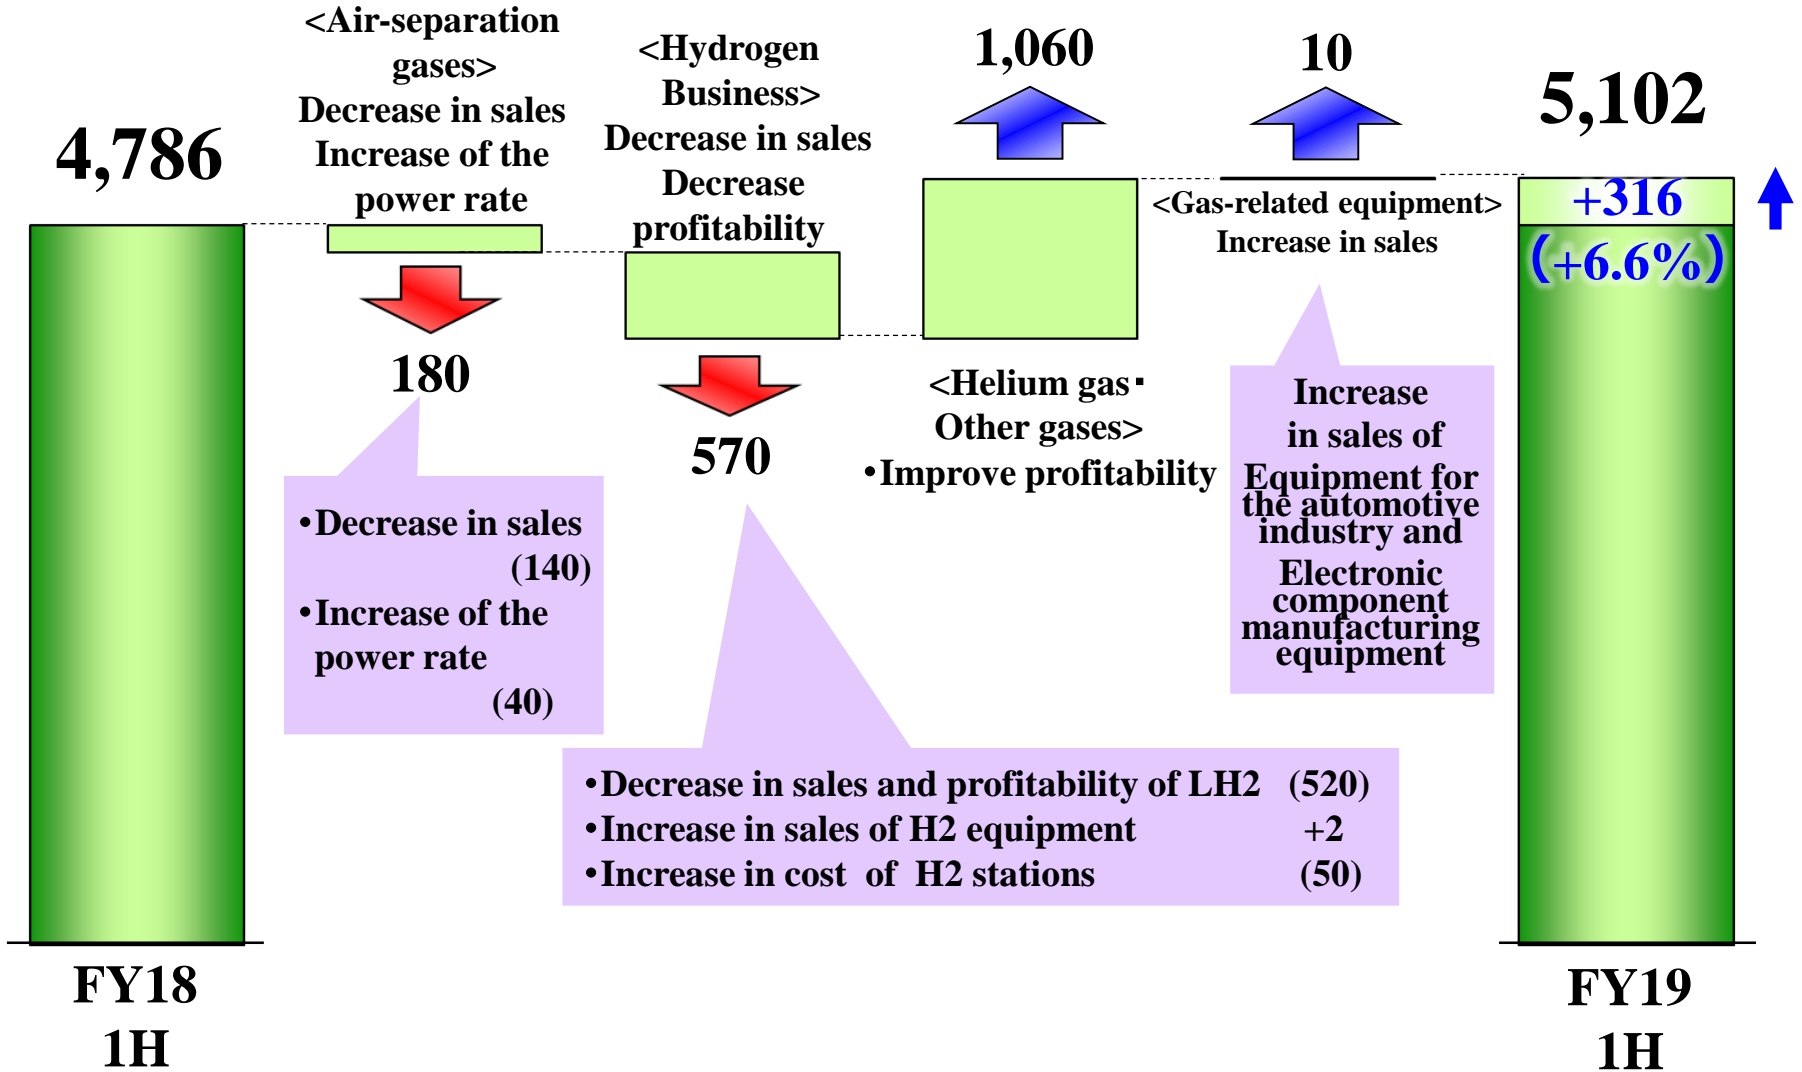 4,786
<Air-separation
gases>
Decrease in sales
Increase of the
power rate
180
•Decrease in sales
(140)
•Increase of the
power rate
(40)
<Hydrogen
Business>
Decrease in sales
Decrease
profitability
570
•Decrease in sales and profitability of LH2 (520)
•Increase in sales of H2 equipment +2
•Increase in cost of H2 stations (50)
1,060
<Helium gas・
Other gases>
•Improve profitability
10
<Gas-related equipment>
Increase in sales
Increase
in sales of
Equipment for
the automotive
industry and
Electronic
component
manufacturing
equipment
5,102
+316
(+6.6%)
FY18
1H
FY19
1H